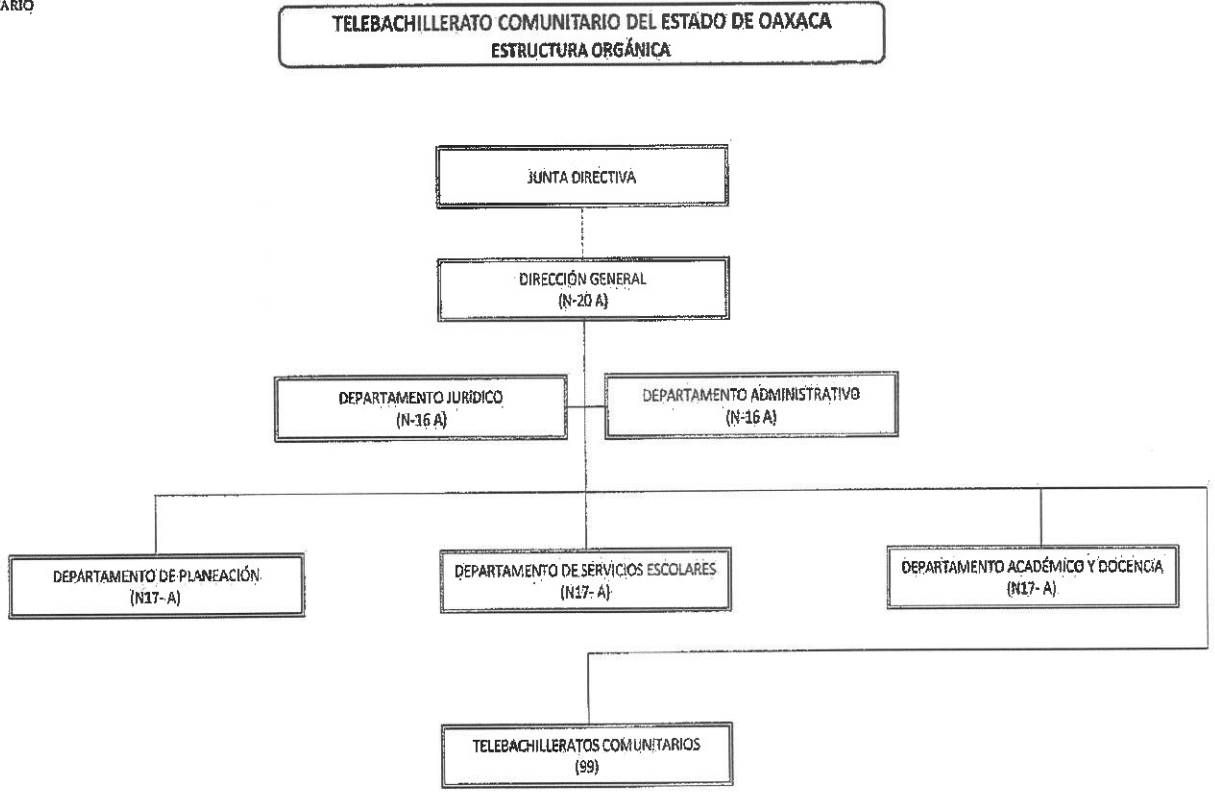 TELEBACHILLERATO COMUNITARIO DEL ESTADO DE OAXACA
ESTRUCTURA ORGÁNICA
JUNTA DIRECTIVA
DIRECCIÓN GENERAL
(N-20 A)
DEPARTAMENTO JURÍDICO
(N-16 A)
DEPARTAMENTO ADMINISTRATIVO
(N-16 A)
DEPARTAMENTO DE PLANEACIÓN
(N17- A)
DEPARTAMENTO DE SERVICIOS ESCOLARES
(N17- A)
DEPARTAMENTO ACADÉMICO Y DOCENCIA
(N17- A)
TELEBACHILLERATOS COMUNITARIOS
(99)